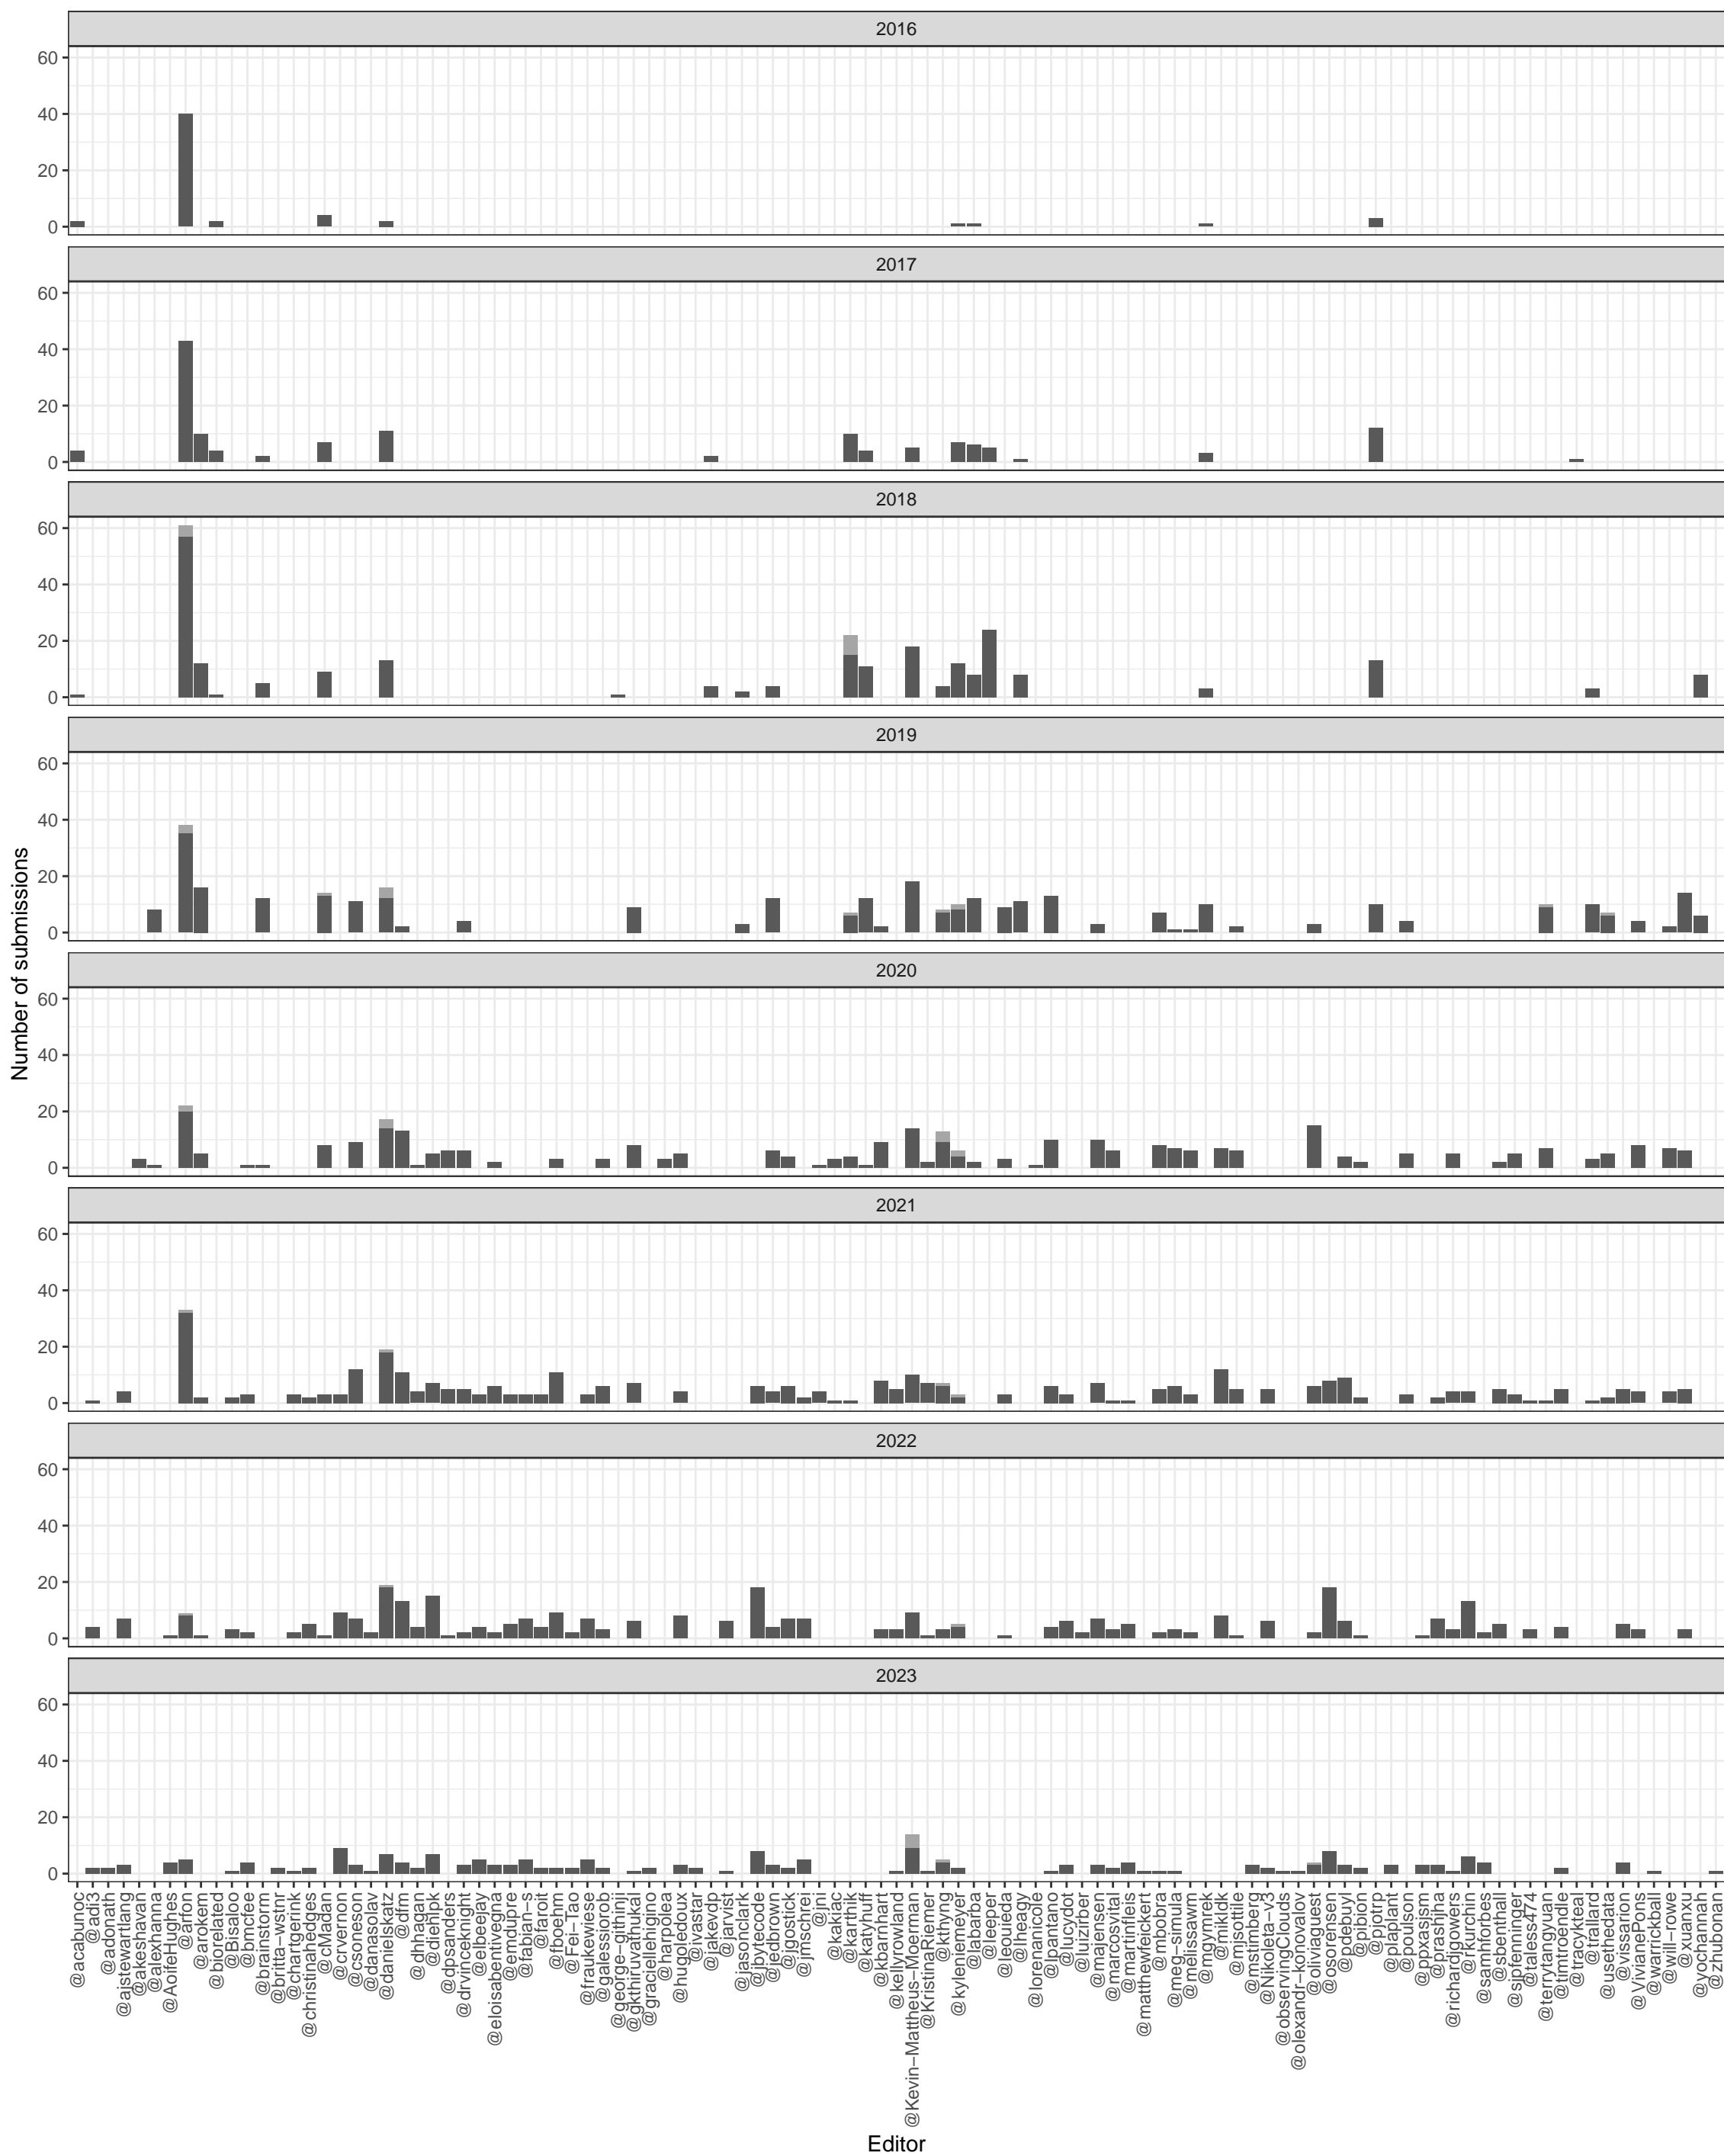 2016
60
40
20
0
2017
60
40
20
0
2018
60
40
20
0
2019
60
40
20
0
2020
60
40
20
0
2021
60
40
20
0
2022
60
40
20
0
2023
60
40
20
0
Number of submissions
@acabunoc
@adi3
@adonath
@ajstewartlang
@akeshavan
@alexhanna
@AoifeHughes
@arfon
@arokem
@biorelated
@Bisaloo
@bmcfee
@brainstorm
@britta−wstnr
@chartgerink
@christinahedges
@cMadan
@crvernon
@csoneson
@danasolav
@danielskatz
@dfm
@dhhagan
@diehlpk
@dpsanders
@drvinceknight
@elbeejay
@eloisabentivegna
@emdupre
@fabian−s
@faroit
@fboehm
@Fei−Tao
@fraukewiese
@galessiorob
@george−githinji
@gkthiruvathukal
@graciellehigino
@harpolea
@hugoledoux
@ivastar
@jakevdp
@jarvist
@jasonclark
@jbytecode
@jedbrown
@jgostick
@jmschrei
@jni
@kakiac
@karthik
@katyhuff
@kbarnhart
@kellyrowland
@Kevin−Mattheus−Moerman
@KristinaRiemer
@kthyng
@kyleniemeyer
@labarba
@leeper
@leouieda
@lheagy
@lorenanicole
@lpantano
@lucydot
@luizirber
@majensen
@marcosvital
@martinfleis
@matthewfeickert
@mbobra
@meg−simula
@melissawm
@mgymrek
@mikldk
@mjsottile
@mstimberg
@Nikoleta−v3
@observingClouds
@olexandr−konovalov
@oliviaguest
@osorensen
@pdebuyl
@pibion
@pjotrp
@plaplant
@poulson
@ppxasjsm
@prashjha
@richardjgowers
@rkurchin
@samhforbes
@sbenthall
@sjpfenninger
@taless474
@terrytangyuan
@timtroendle
@tracykteal
@trallard
@usethedata
@vissarion
@VivianePons
@warrickball
@will−rowe
@xuanxu
@yochannah
@zhubonan
Editor